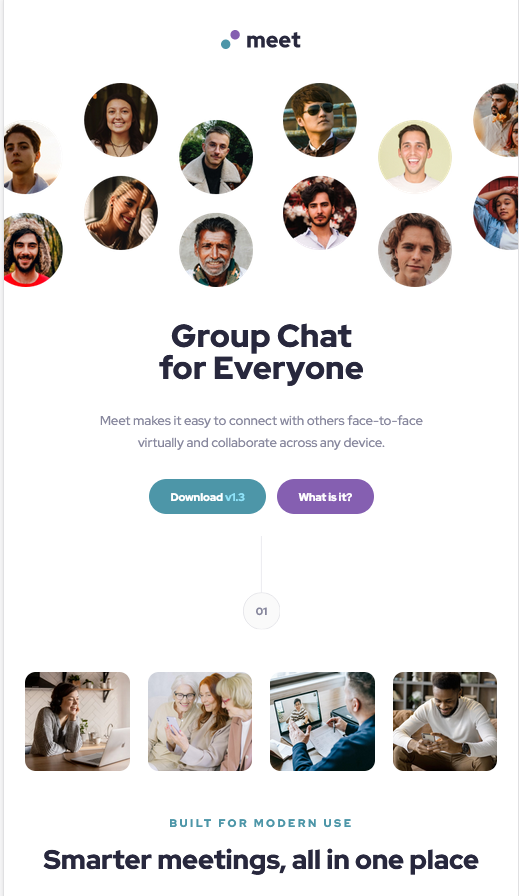 meet
Group Chat
for Everyone
Meet makes it easy to connect with others face-to-face
virtually and collaborate across any device.
Download v1.3
What is it?
01
BUILT FOR MODERN USE
Smarter meetings, all in one place